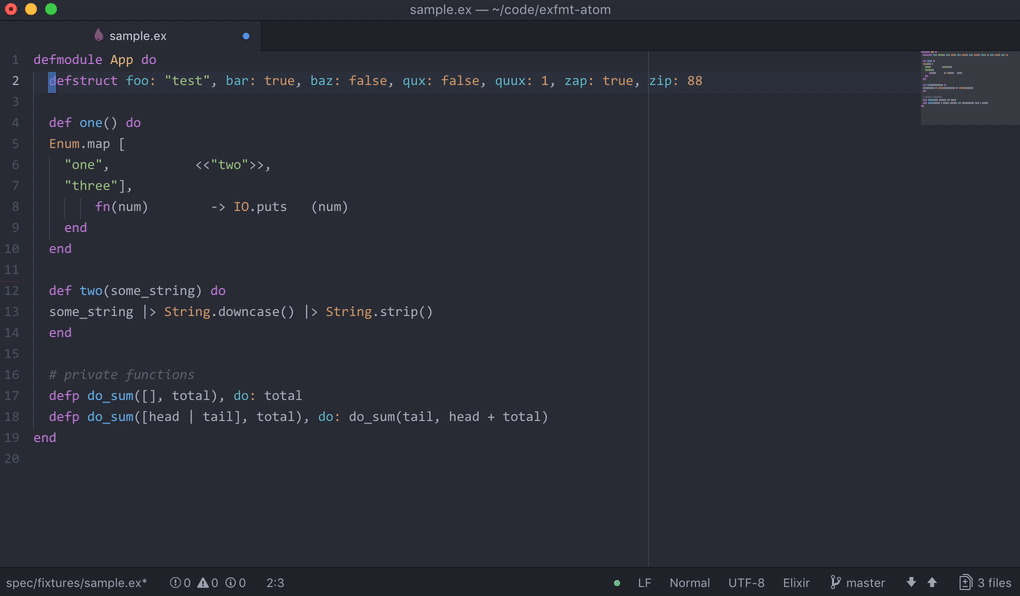 sample.ex — ~/code/exfmt-atom
sample.ex
1 defmodule App do
2 defstruct foo: "test", bar: true, baz: false, qux: false, quux: 1, zap: true, zip: 88
3
4 def one() do
5 Enum.map [
6 "one", <<"two">>,
7 "three"],
8 fn(num) -> IO.puts (num)
9 end
10 end
11
12 def two(some_string) do
13 some_string |> String.downcase() |> String.strip()
14 end
15
16 # private functions
17 defp do_sum([], total), do: total
18 defp do_sum([head | tail], total), do: do_sum(tail, head + total)
19 end
20
spec/fixtures/sample.ex* 0 0 0 2:3 LF Normal UTF-8 Elixir master 3 files